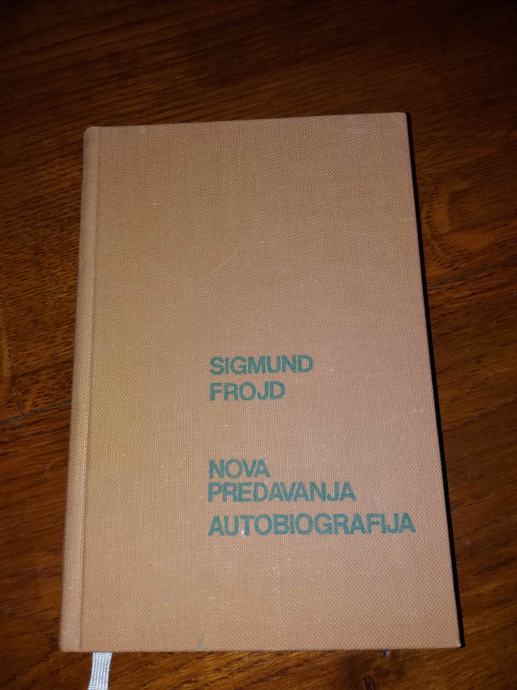 SIGMUND
FROJD
NOVA
PREDAVANJA
AUTOBIOGRAFIJA